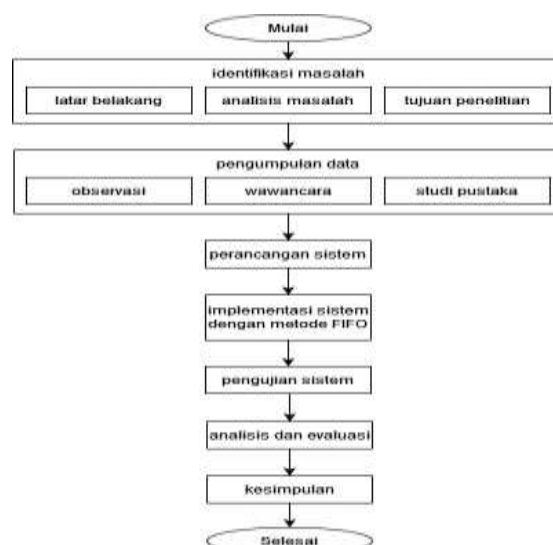 Mulai
identifikasi masalah
latar belakang
analisis masalah
tujuan penelitian
pengumpulan data
observasi
wawancara
studi pustaka
perancangan sistem
implementasi sistem
dengan metode FIFO
pengujian sistem
analisis dan evaluasi
kesimpulan
Selesai